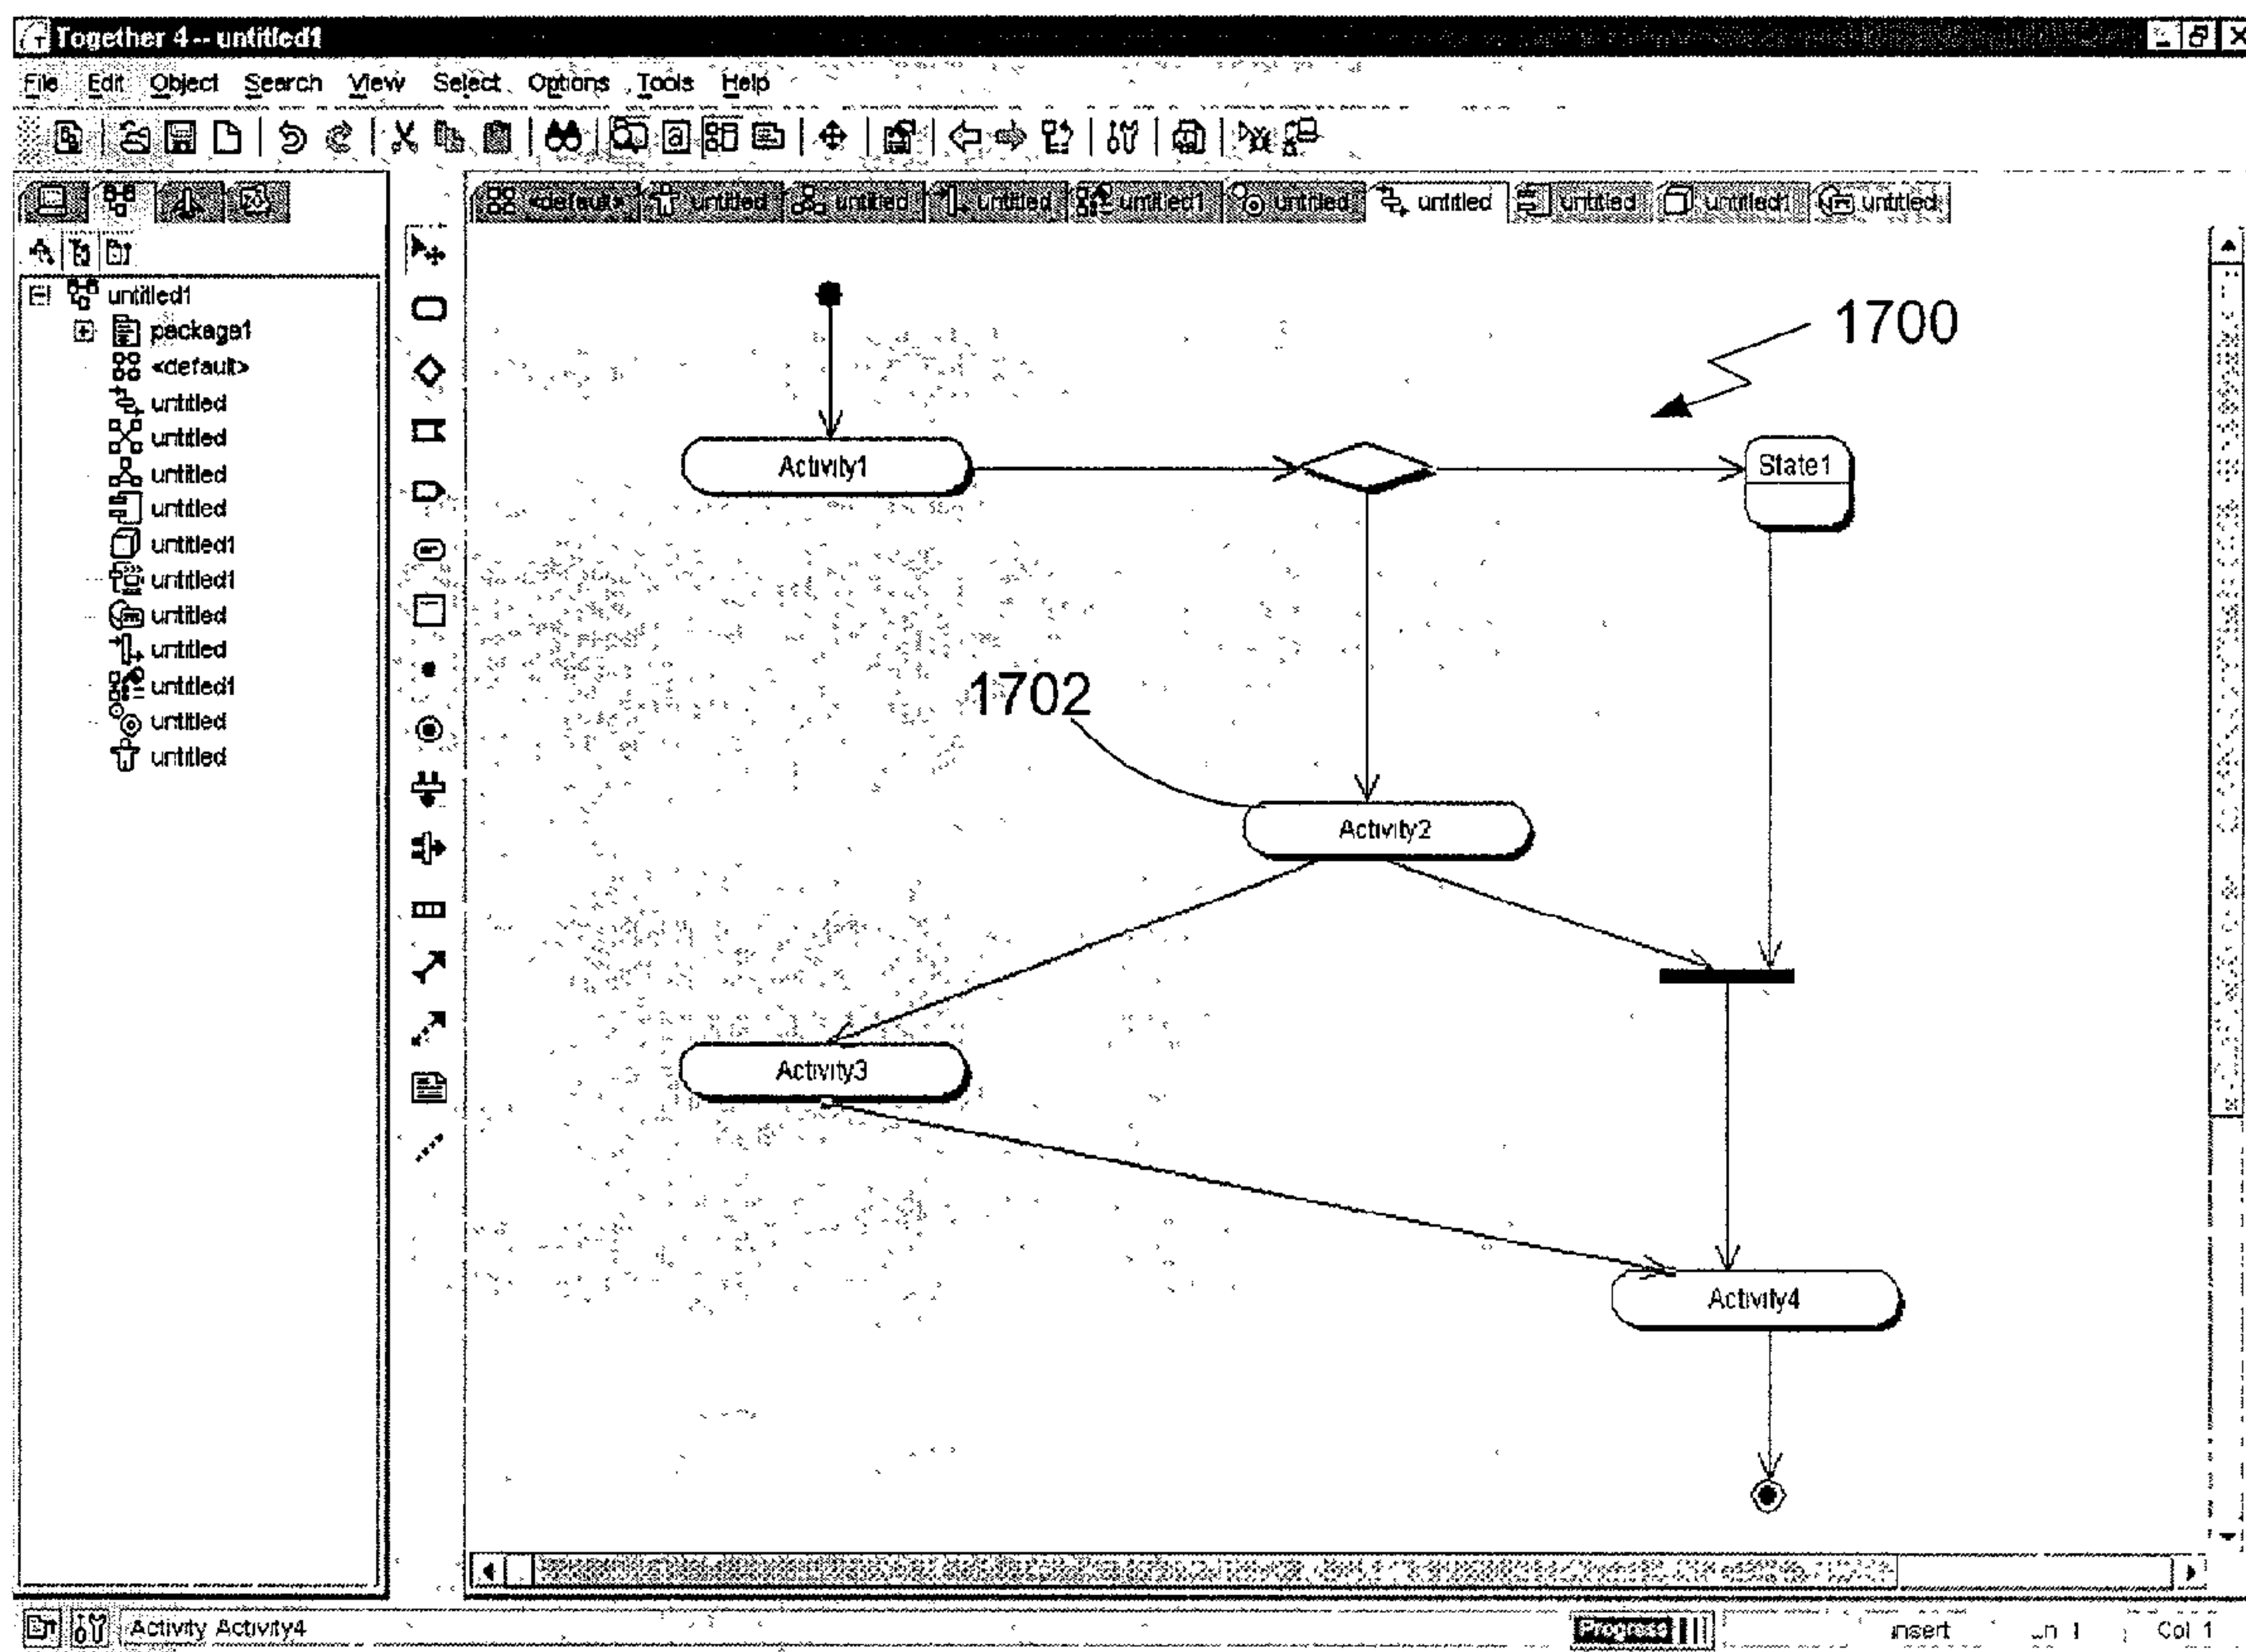 Together 4 -- untitled1
File Edit Object Search View Select Options Tools Help
<default> untitled untitled untitled untitled1 untitled untitled untitled untitled1 untitled
untitled1
package1
<default>
untitled
untitled
untitled
untitled
untitled1
untitled1
untitled
untitled
untitled1
untitled
untitled
1700
Activity1
State1
1702
Activity2
Activity3
Activity4
Activity Activity4
Progress
Col 1